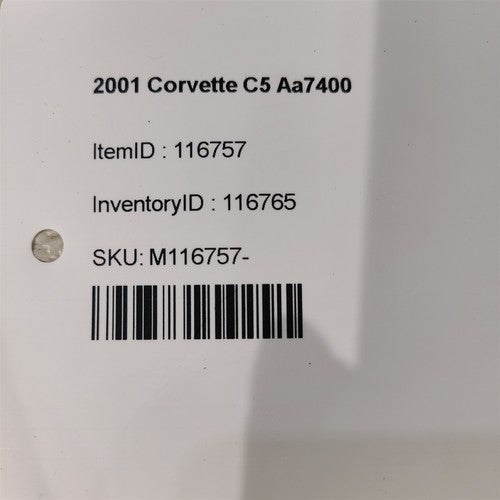 2001 Corvette C5 Aa7400
ItemID : 116757
InventoryID : 116765
SKU: M116757-